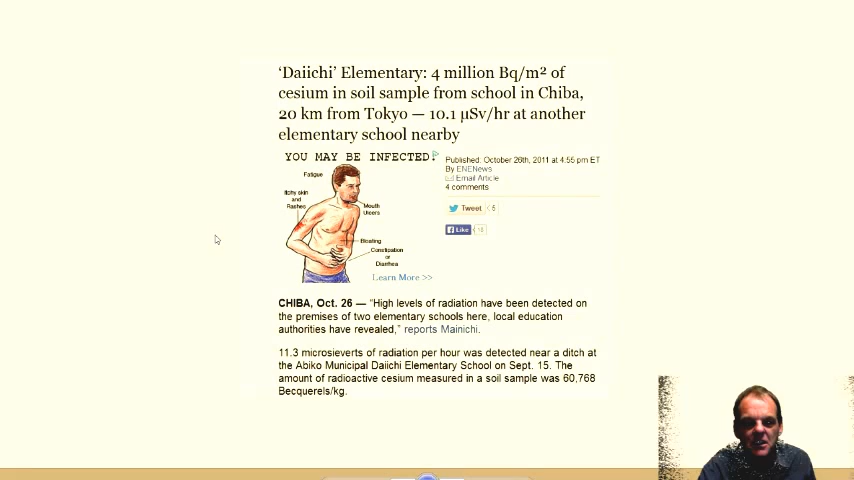 ‘Daiichi’ Elementary: 4 million Bq/m² of
cesium in soil sample from school in Chiba,
20 km from Tokyo — 10.1 µSv/hr at another
elementary school nearby
YOU MAY BE INFECTED!
Fatigue
Itchy skin
and
Rashes
Mouth
Ulcers
Bloating
Constipation
or
Diarrhea
Learn More >>
Published: October 26th, 2011 at 4:55 pm ET
By ENENews
Email Article
4 comments
Tweet 6
Like 18
CHIBA, Oct. 26 — “High levels of radiation have been detected on
the premises of two elementary schools here, local education
authorities have revealed,” reports Mainichi.
11.3 microsieverts of radiation per hour was detected near a ditch at
the Abiko Municipal Daiichi Elementary School on Sept. 15. The
amount of radioactive cesium measured in a soil sample was 60,768
Becquerels/kg.